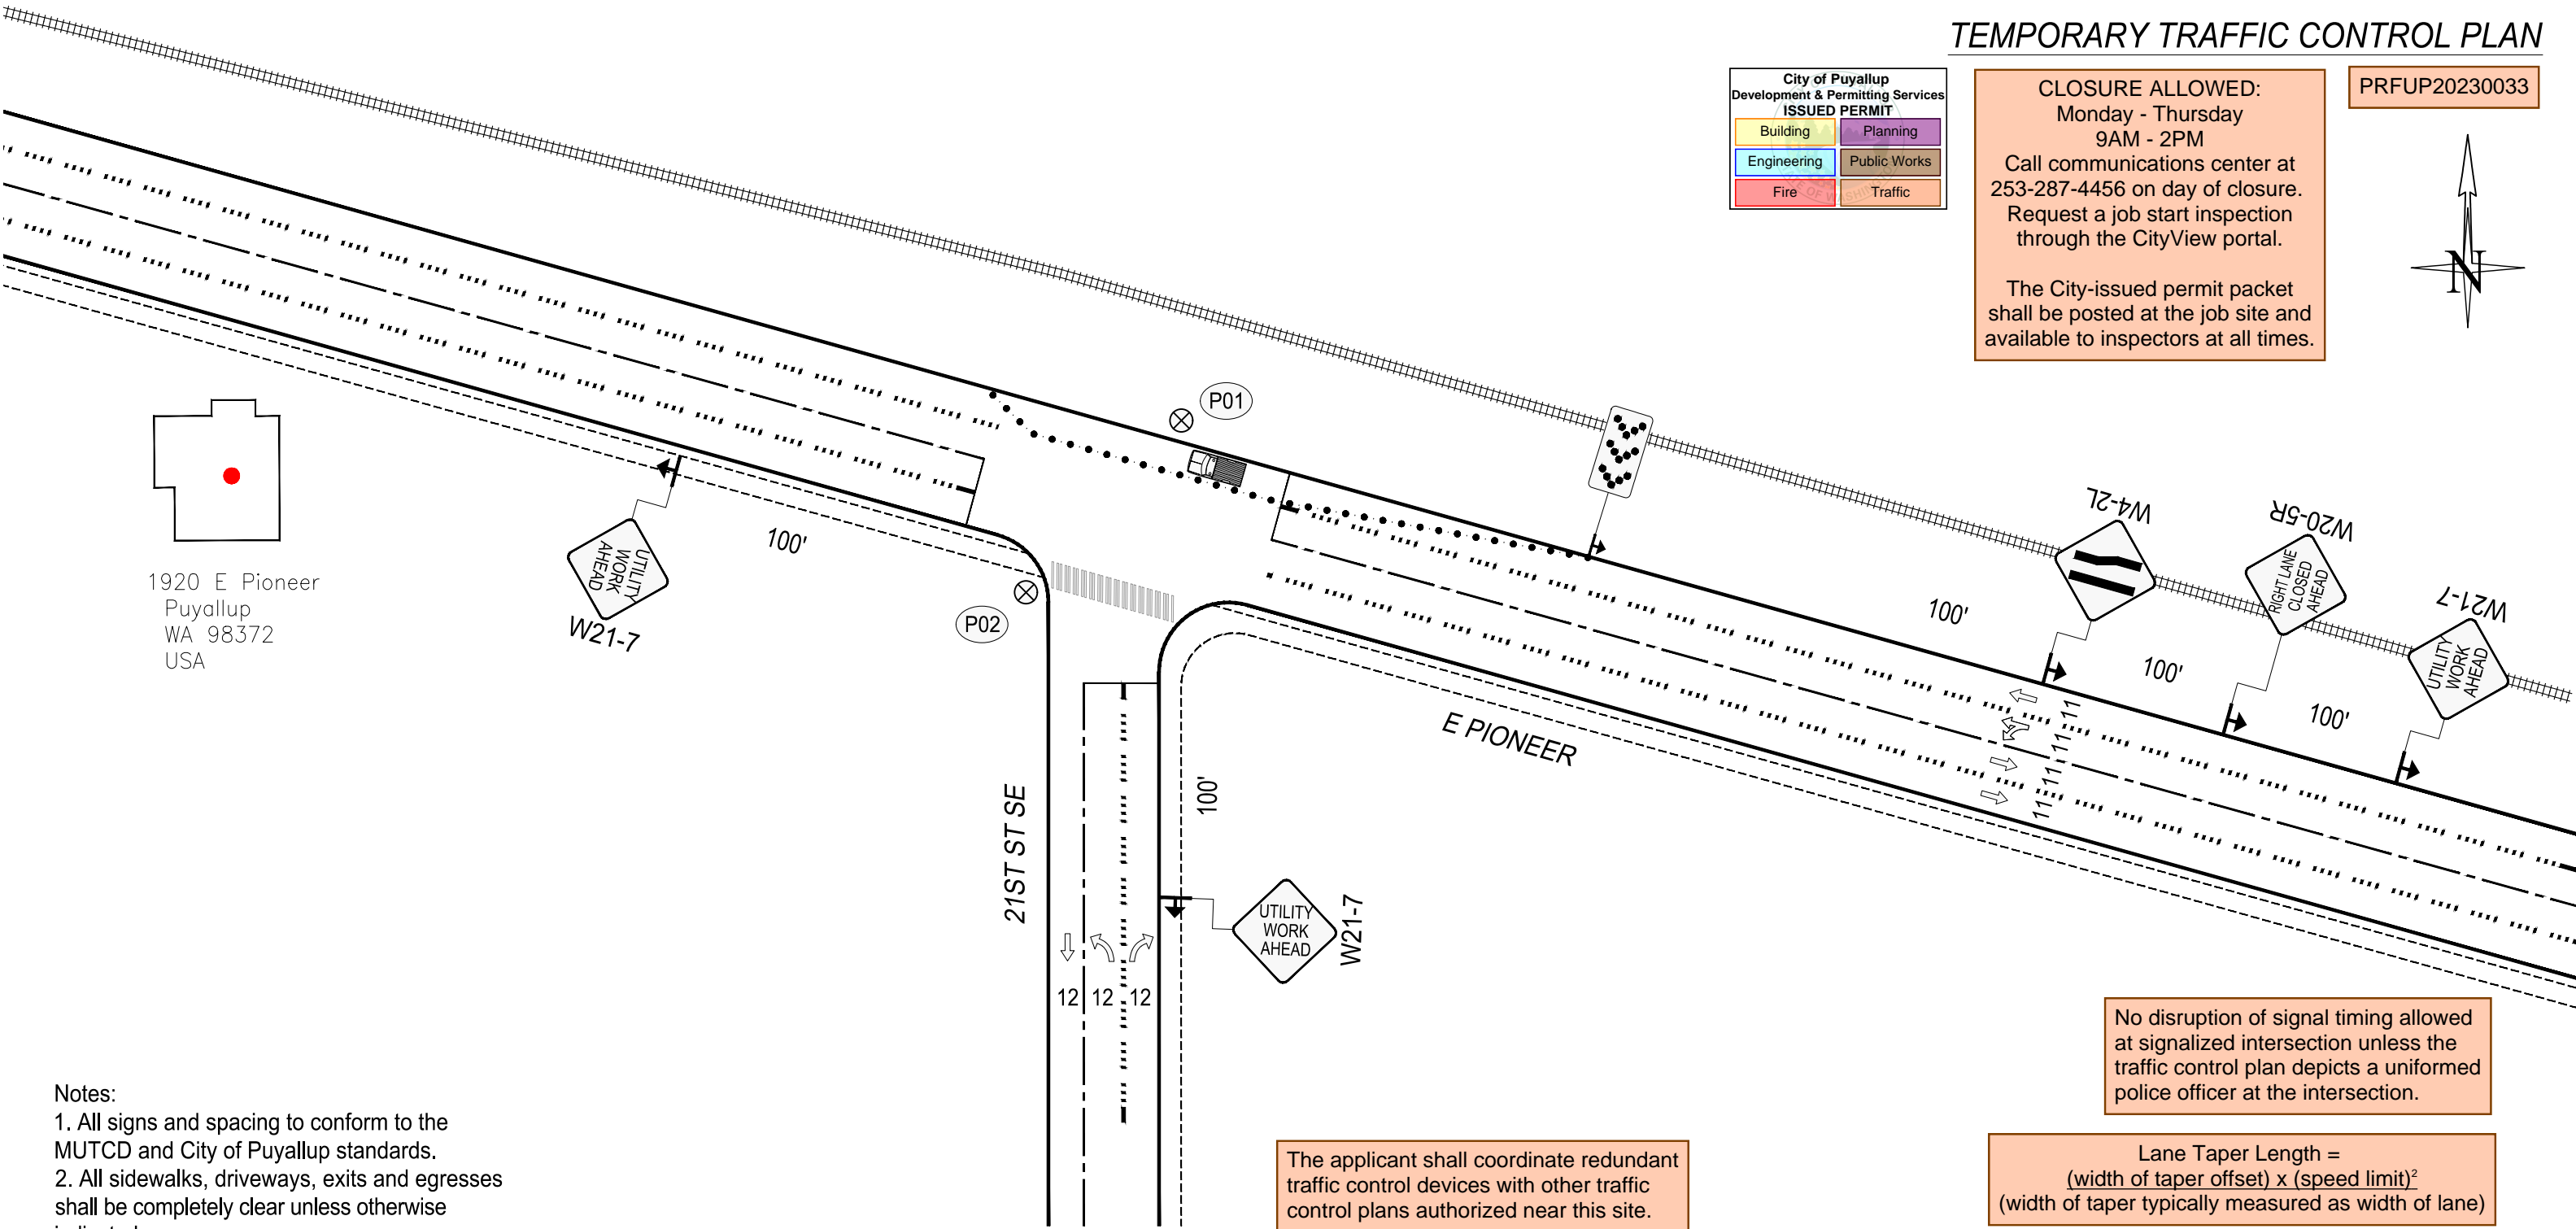 TEMPORARY TRAFFIC CONTROL PLAN
City of Puyallup
Development & Permitting Services
ISSUED PERMIT
Building
Planning
Engineering
Public Works
Fire
Traffic
CLOSURE ALLOWED:
Monday - Thursday
9AM - 2PM
Call communications center at
253-287-4456 on day of closure.
Request a job start inspection
through the CityView portal.
The City-issued permit packet
shall be posted at the job site and
available to inspectors at all times.
PRFUP20230033
N
P01
W4-2L
W20-5R
RIGHT LANE
CLOSED
AHEAD
W21-7
UTILITY
WORK
AHEAD
100'
100'
100'
1920 E Pioneer
Puyallup
WA 98372
USA
UTILITY
WORK
AHEAD
W21-7
100'
P02
E PIONEER
11 11 11 11
21ST ST SE
100'
UTILITY
WORK
AHEAD
W21-7
12 12 12
No disruption of signal timing allowed
at signalized intersection unless the
traffic control plan depicts a uniformed
police officer at the intersection.
Notes:
1. All signs and spacing to conform to the
MUTCD and City of Puyallup standards.
2. All sidewalks, driveways, exits and egresses
shall be completely clear unless otherwise
The applicant shall coordinate redundant
traffic control devices with other traffic
control plans authorized near this site.
Lane Taper Length =
(width of taper offset) x (speed limit)²
(width of taper typically measured as width of lane)